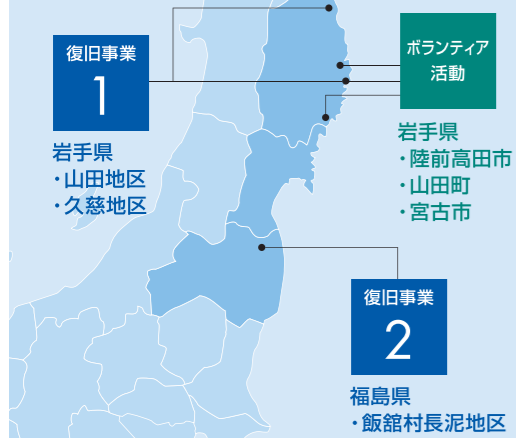 復旧事業
1
岩手県
・山田地区
・久慈地区
ボランティア
活動
岩手県
・陸前高田市
・山田町
・宮古市
復旧事業
2
福島県
・飯舘村長泥地区